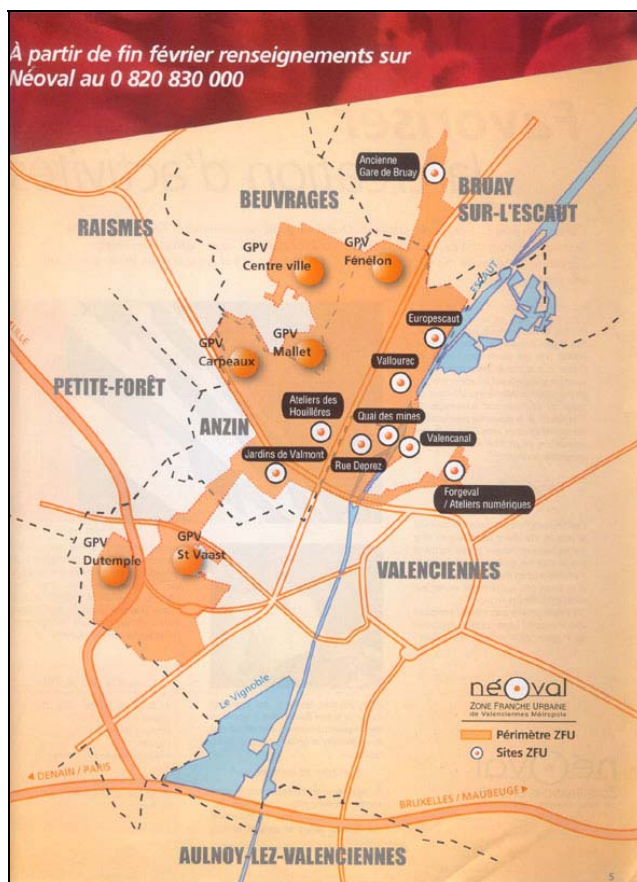 À partir de fin février renseignements sur
Néoval au 0 820 830 000
Ancienne
Gare de Bruay
BRUAY
SUR-L'ESCAUT
BEUVRAGES
RAISMES
GPV
Centre ville
GPV
Fénélon
ESCAUT
Europescaut
GPV
Mallet
GPV
Carpeaux
Vallourec
PETITE-FORÊT
Ateliers des
Houilléres
Quai des mines
ANZIN
Valencanal
Jardins de Valmont
Rue Deprez
Forgeval
/ Ateliers numériques
GPV
Dutemple
GPV
St Vaast
VALENCIENNES
Le Vignoble
néoval
ZONE FRANCHE URBAINE
de Valenciennes Métropole
Périmètre ZFU
Sites ZFU
DENAIN / PARIS
BRUXELLES / MAUBEUGE
AULNOY-LEZ-VALENCIENNES
5